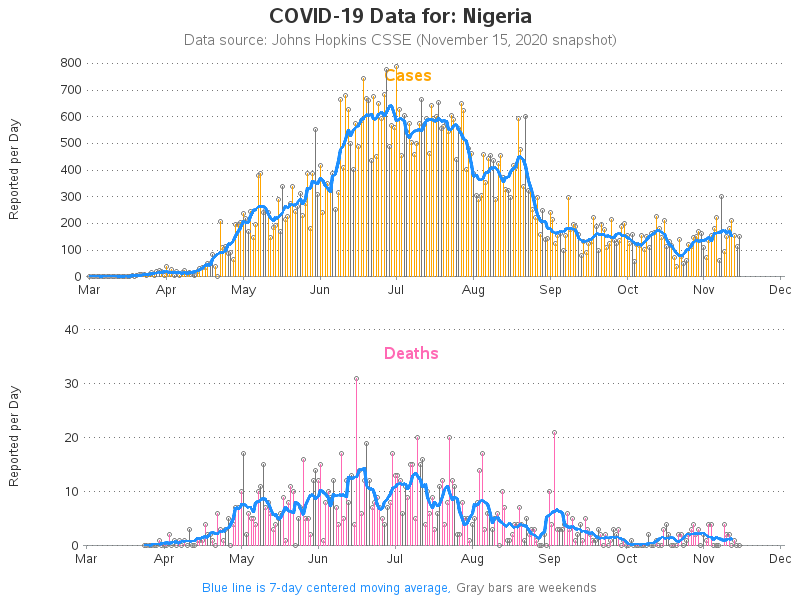 COVID-19 Data for: Nigeria
Data source: Johns Hopkins CSSE (November 15, 2020 snapshot)
Cases
Reported per Day
800
700
600
500
400
300
200
100
0
Mar Apr May Jun Jul Aug Sep Oct Nov Dec
Deaths
Reported per Day
40
30
20
10
0
Mar Apr May Jun Jul Aug Sep Oct Nov Dec
Blue line is 7-day centered moving average, Gray bars are weekends